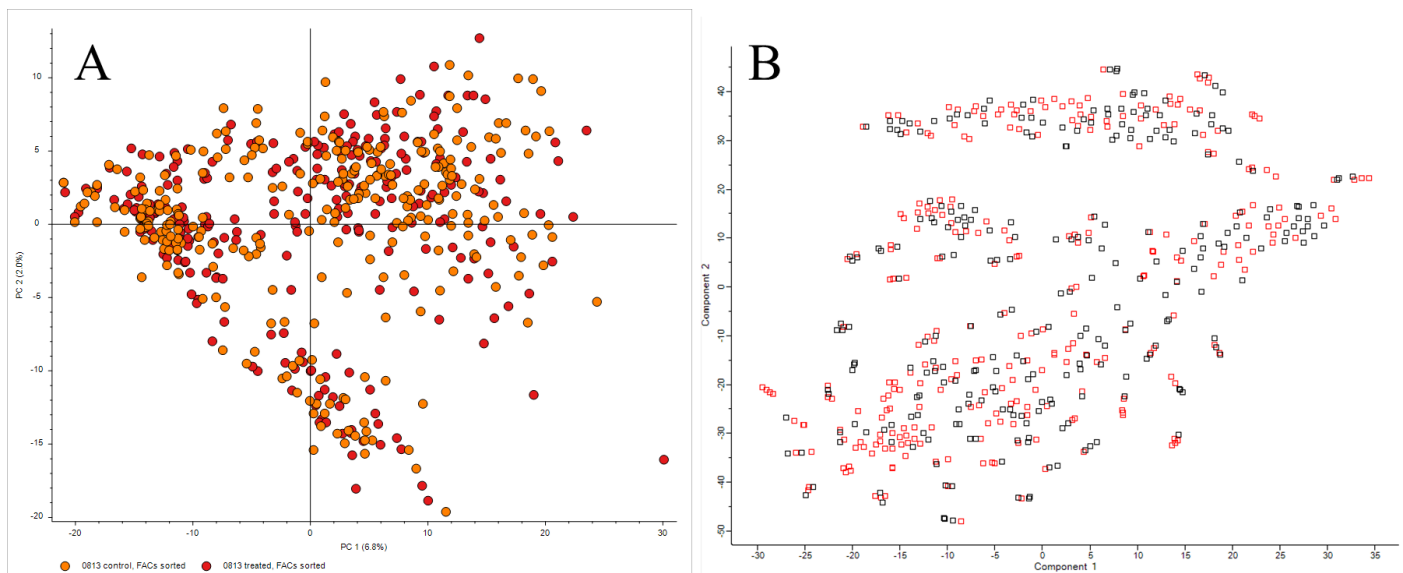 A
10
5
0
-5
-10
-15
-20
PC 2 (2.0%)
-20 -10 0 10 20 30
PC 1 (6.8%)
0813 control, FACs sorted 0813 treated, FACs sorted
B
40
30
20
10
0
-10
-20
-30
-40
-50
Component 2
-30 -25 -20 -15 -10 -5 0 5 10 15 20 25 30 35
Component 1